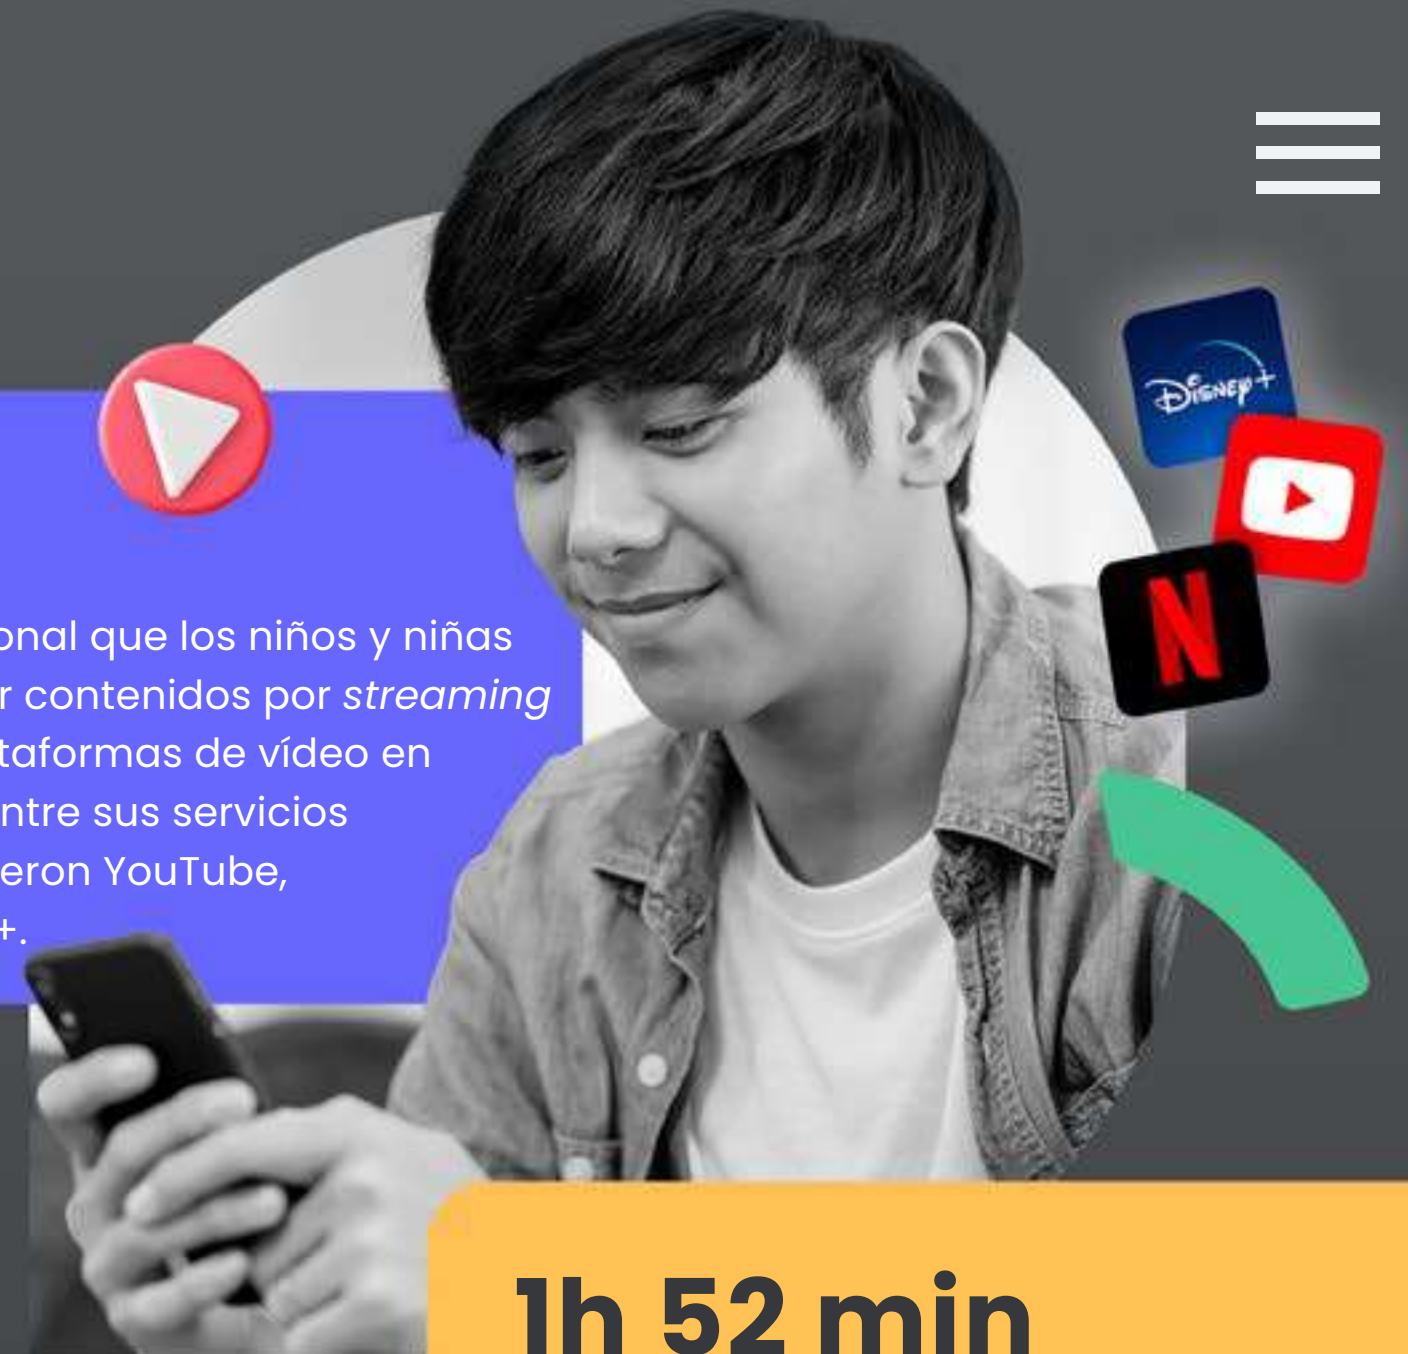 Disney+
N
onal que los niños y niñas
r contenidos por streaming
taformas de vídeo en
ntre sus servicios
eron YouTube,
+.
1h 52 min